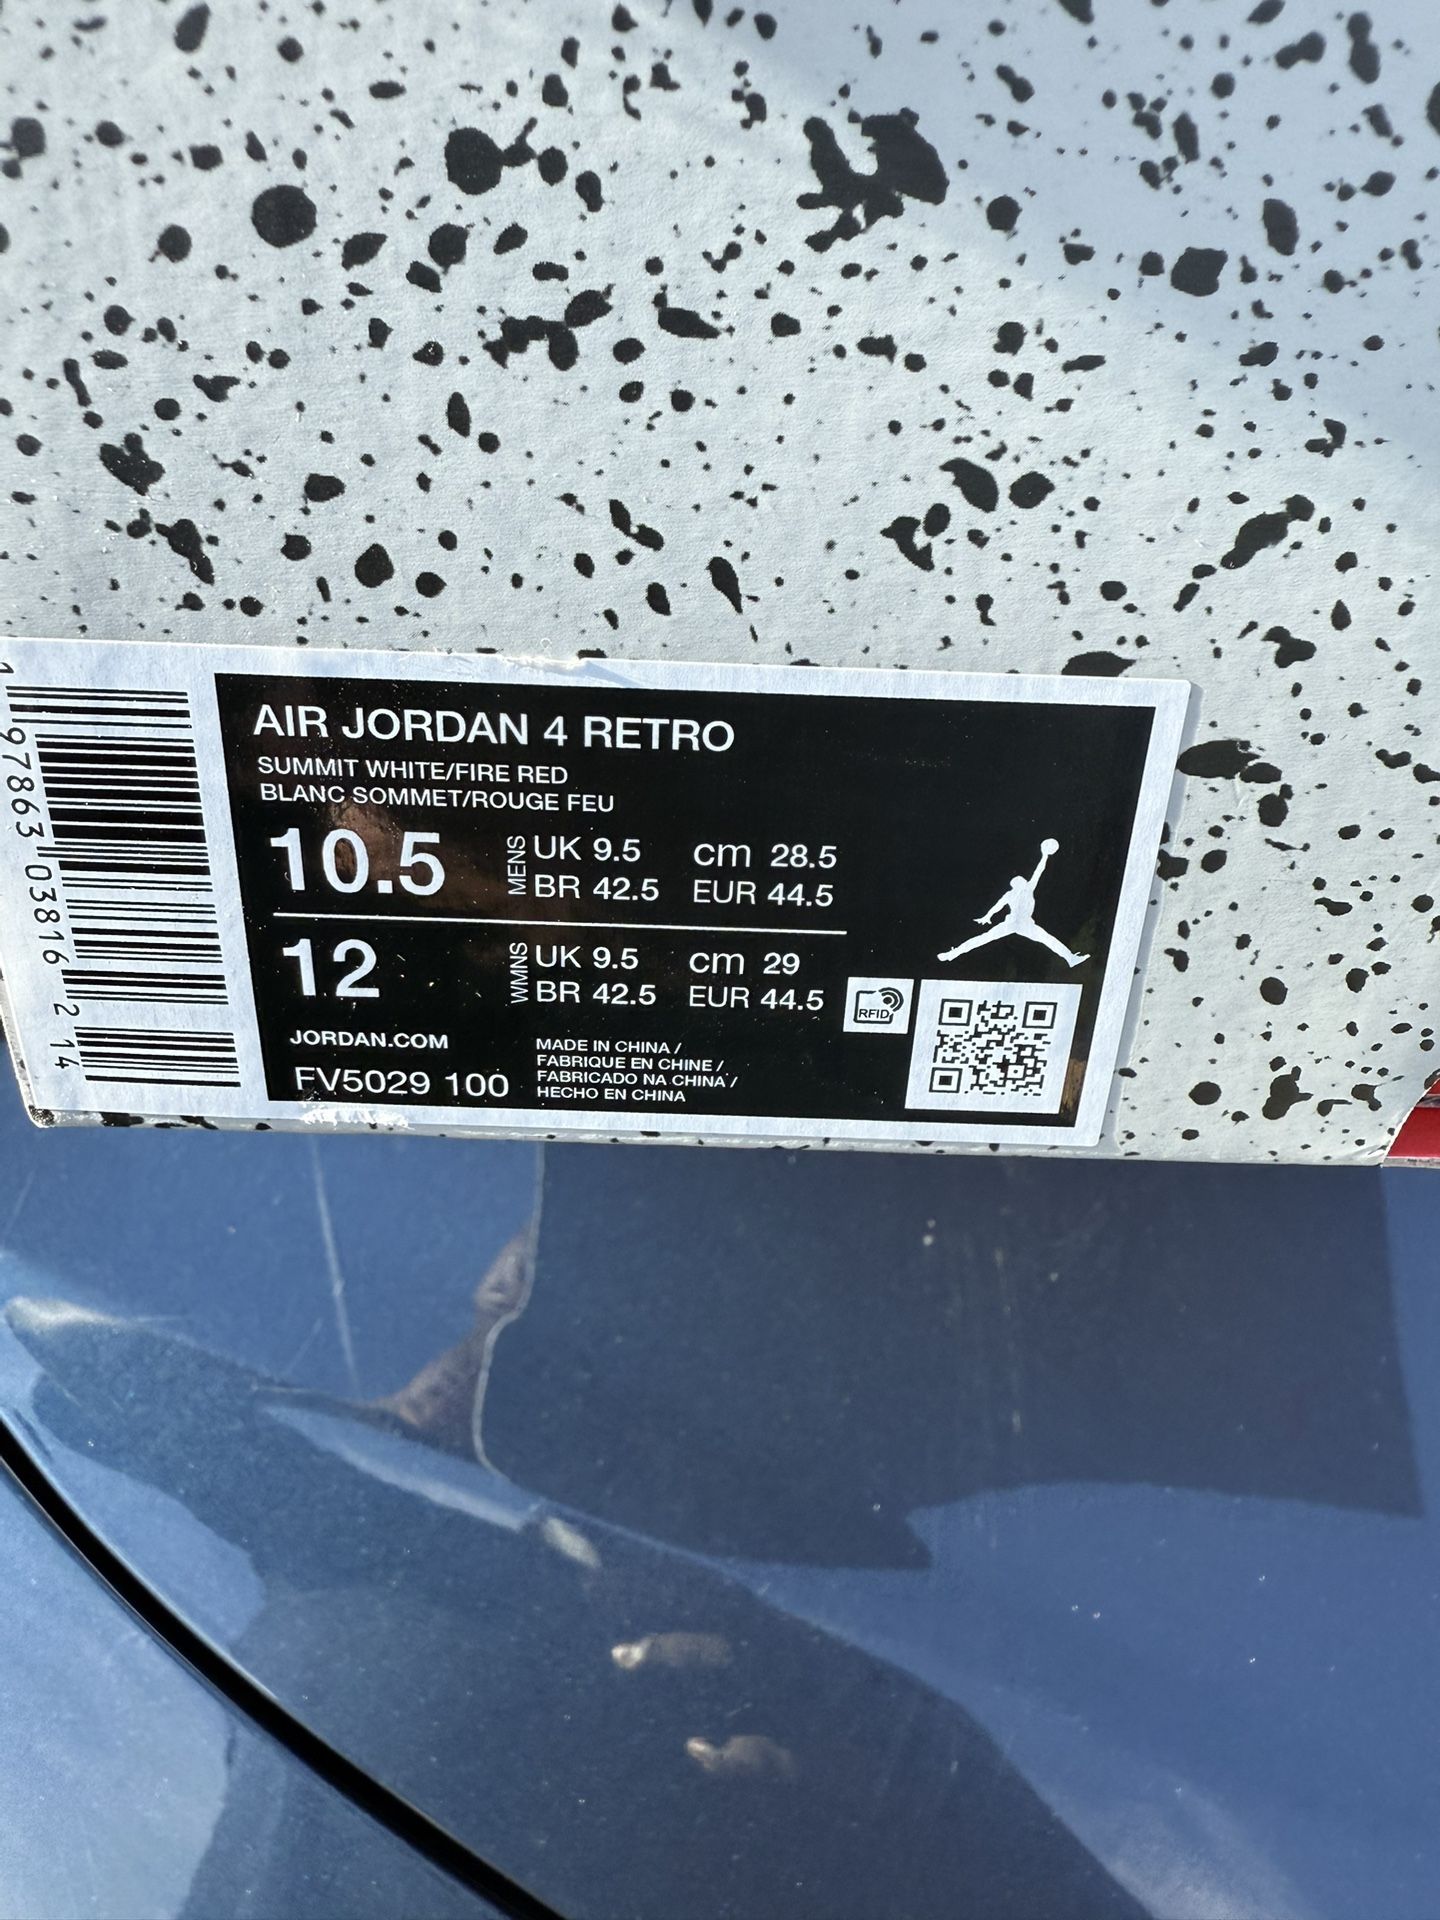 1 97863 03816 2 14
AIR JORDAN 4 RETRO
SUMMIT WHITE/FIRE RED
BLANC SOMMET/ROUGE FEU
10.5 MENS UK 9.5 cm 28.5
BR 42.5 EUR 44.5
12 WMNS UK 9.5 cm 29
BR 42.5 EUR 44.5
RFID
JORDAN.COM
FV5029 100
MADE IN CHINA /
FABRIQUE EN CHINE /
FABRICADO NA CHINA /
HECHO EN CHINA